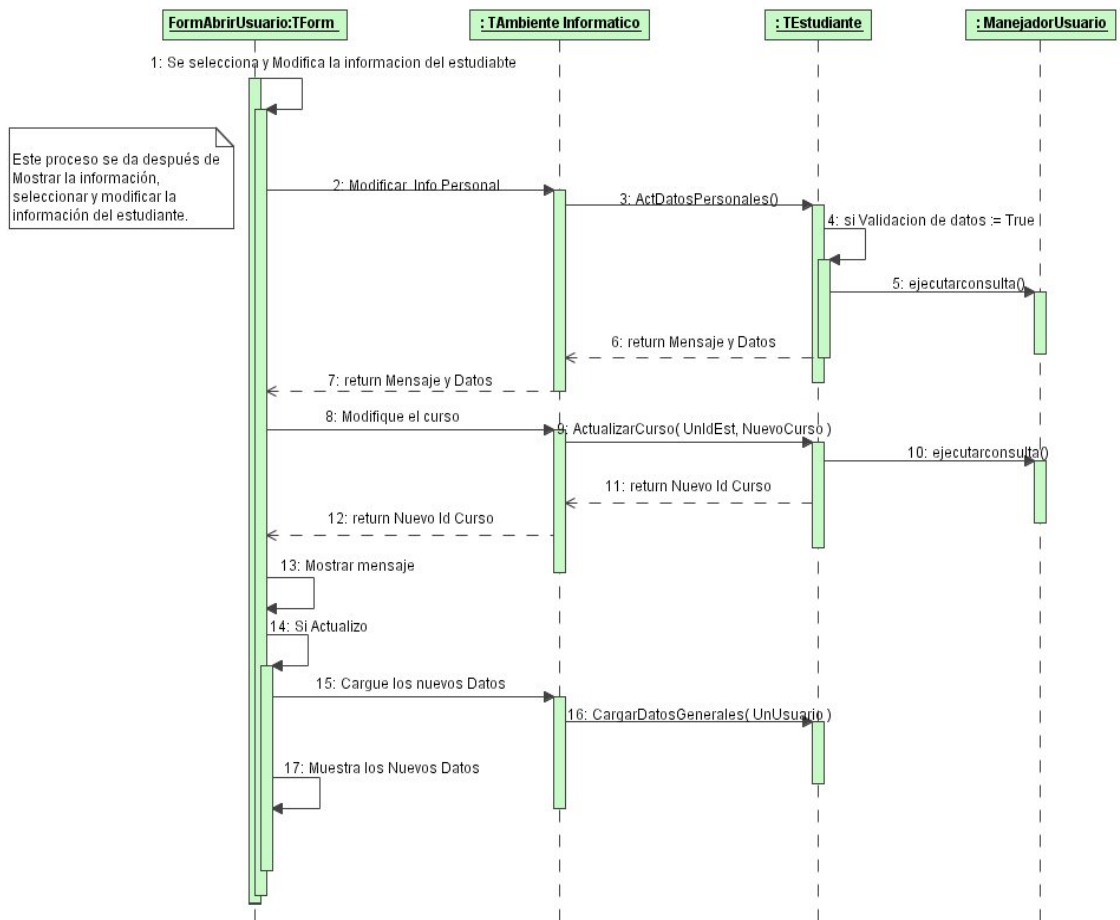 FormAbrirUsuario:TForm
: TAmbiente Informatico
: TEstudiante
: ManejadorUsuario
1: Se selecciona y Modifica la informacion del estudiabte
Este proceso se da después de
Mostrar la información,
seleccionar y modificar la
información del estudiante.
2: Modificar Info Personal
3: ActDatosPersonales()
4: si Validacion de datos := True
5: ejecutarconsulta()
6: return Mensaje y Datos
7: return Mensaje y Datos
8: Modifique el curso
9: ActualizarCurso( UnIdEst, NuevoCurso )
10: ejecutarconsulta()
11: return Nuevo Id Curso
12: return Nuevo Id Curso
13: Mostrar mensaje
14: Si Actualizo
15: Cargue los nuevos Datos
16: CargarDatosGenerales( UnUsuario )
17: Muestra los Nuevos Datos